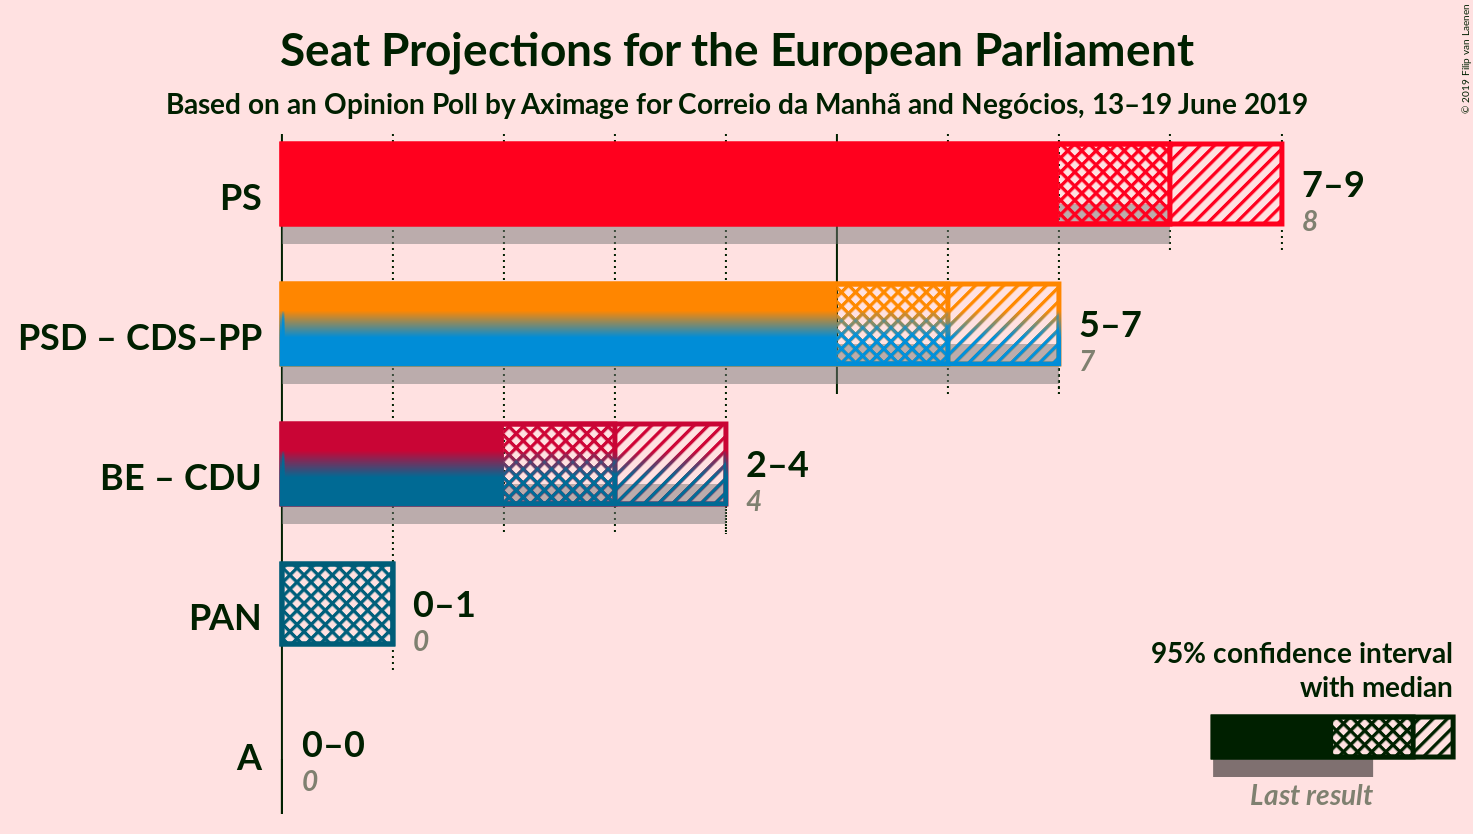 Seat Projections for the European Parliament
Based on an Opinion Poll by Aximage for Correio da Manhã and Negócios, 13–19 June 2019
© 2019 Filip van Laenen
PS
7–9
8
PSD – CDS–PP
5–7
7
BE – CDU
2–4
4
PAN
0–1
0
A
0–0
0
95% confidence interval
with median
Last result